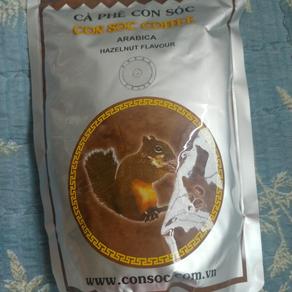 CÀ PHÊ CON SÓC
CON SOC COFFEE
ARABICA
HAZELNUT FLAVOUR
www.consoc.com.vn